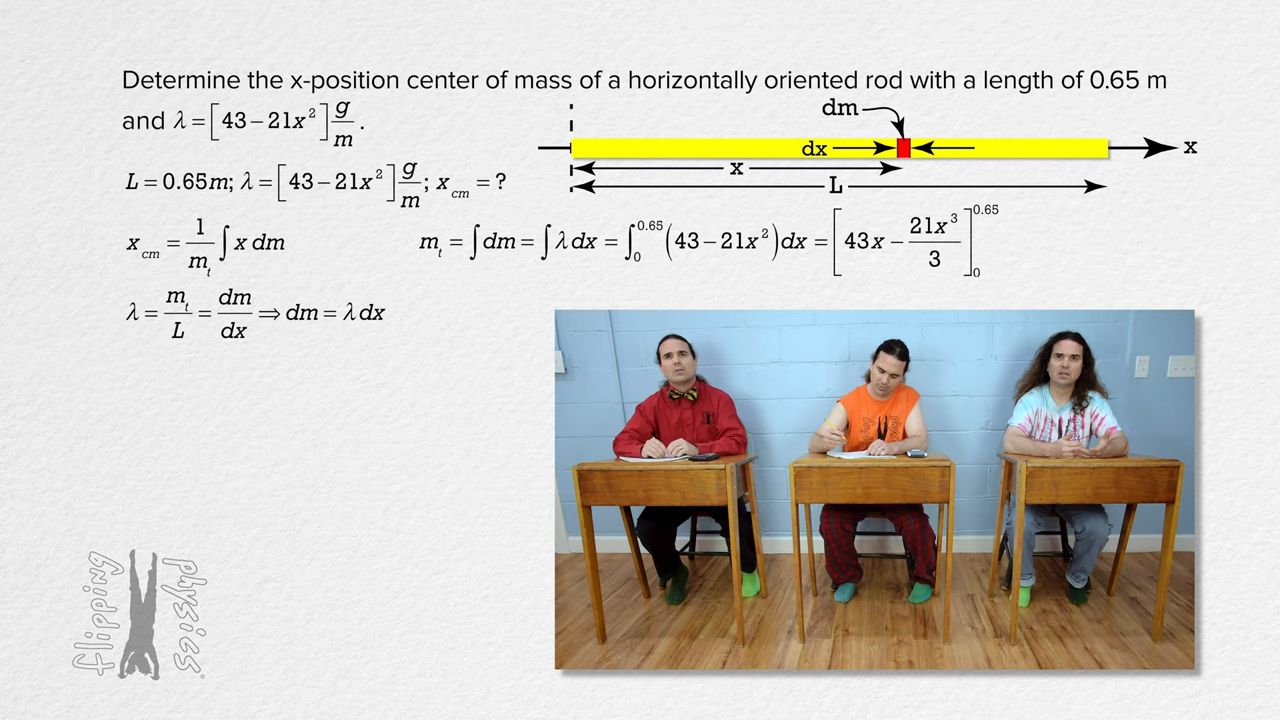 Determine the x-position center of mass of a horizontally oriented rod with a length of 0.65 m
and λ = [43 − 21x²] g/m .
dm
dx
x
x
L
L = 0.65m; λ = [43 − 21x²] g/m; x_cm = ?
x_cm = 1/m_t ∫ x dm
m_t = ∫ dm = ∫ λ dx = ∫₀^0.65 (43 − 21x²) dx = [43x − 21x³/3]₀^0.65
λ = m_t/L = dm/dx ⇒ dm = λ dx
flipping
physics